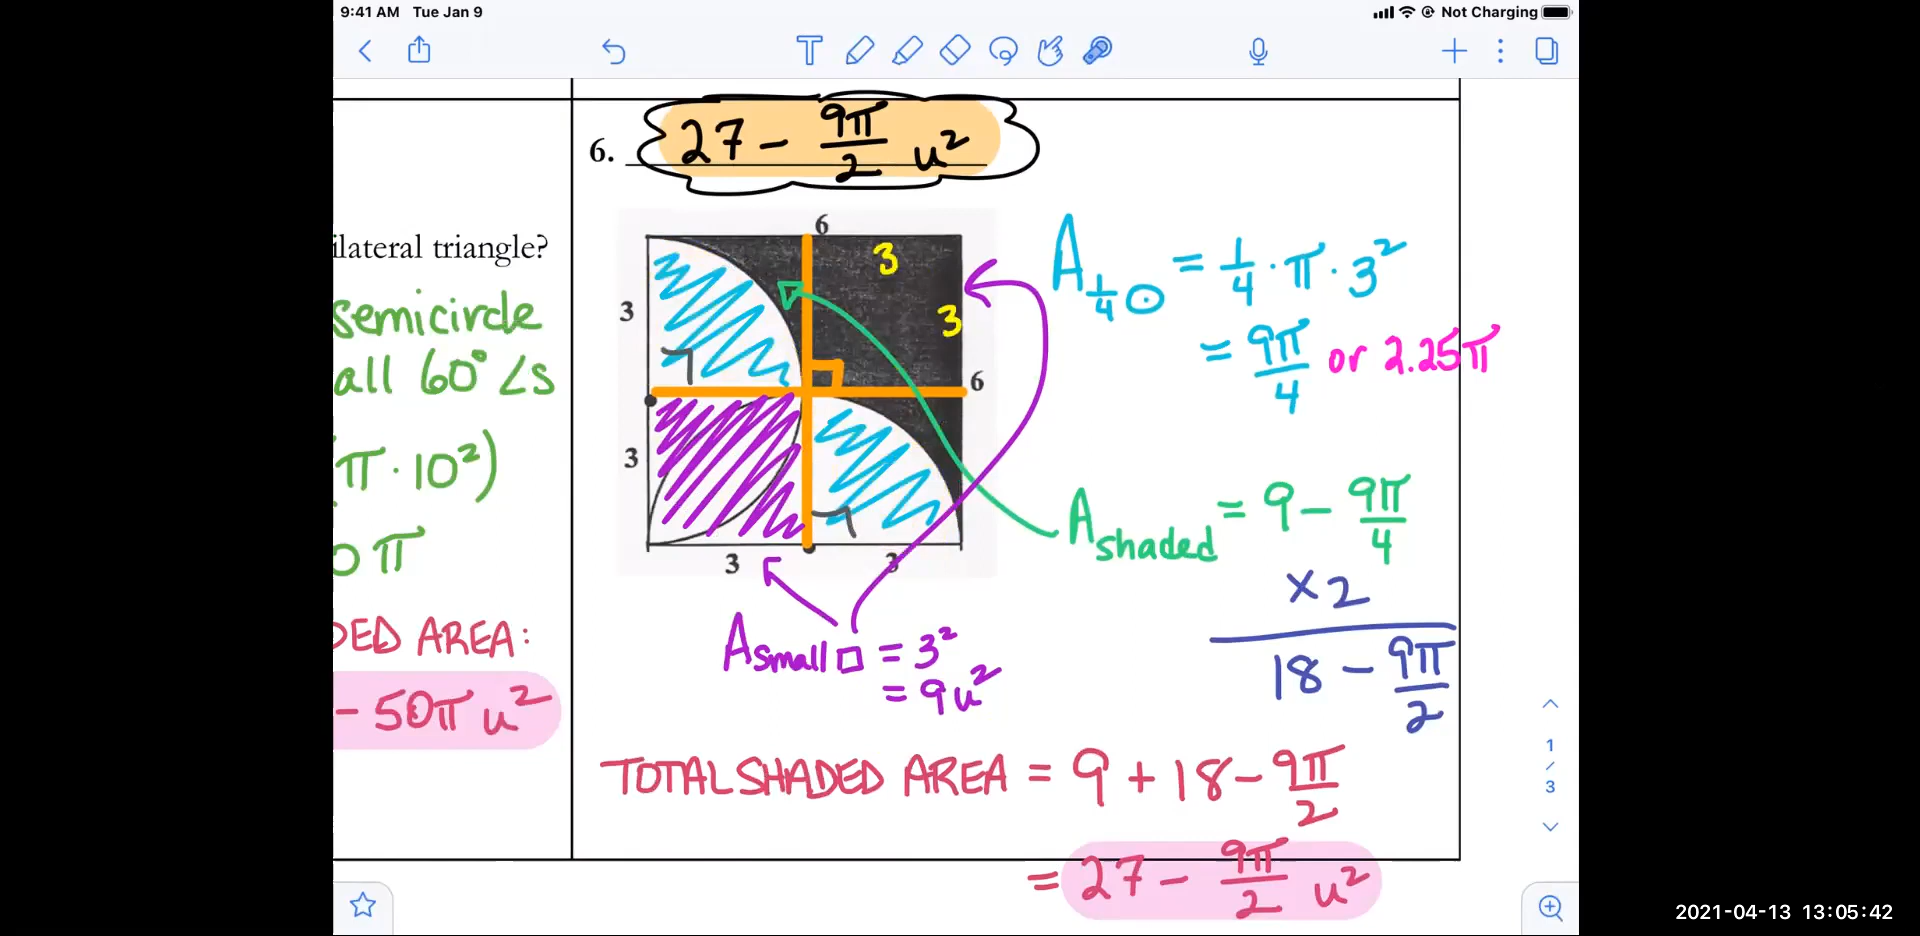 9:41 AM Tue Jan 9
Not Charging
T
6. 27 - 9π/2 u²
ilateral triangle?
semicircle
all 60° ∠s
(π·10²)
0π
DED AREA:
- 50π u²
6
3
3
3
6
3
3
3
A¼⊙ = 1/4 · π · 3²
= 9π/4 or 2.25π
A shaded = 9 - 9π/4
× 2
18 - 9π/2
A small □ = 3²
= 9u²
TOTAL SHADED AREA = 9 + 18 - 9π/2
= 27 - 9π/2 u²
1
/
3
2021-04-13 13:05:42